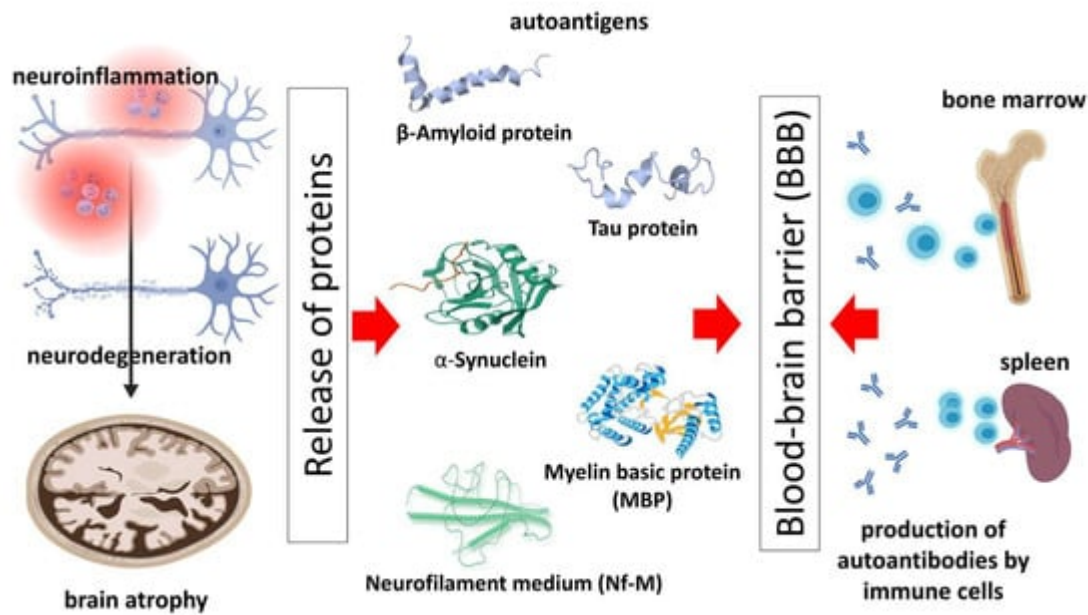 neuroinflammation
neurodegeneration
brain atrophy
Release of proteins
autoantigens
β-Amyloid protein
Tau protein
α-Synuclein
Myelin basic protein
(MBP)
Neurofilament medium (Nf-M)
Blood-brain barrier (BBB)
bone marrow
spleen
production of
autoantibodies by
immune cells